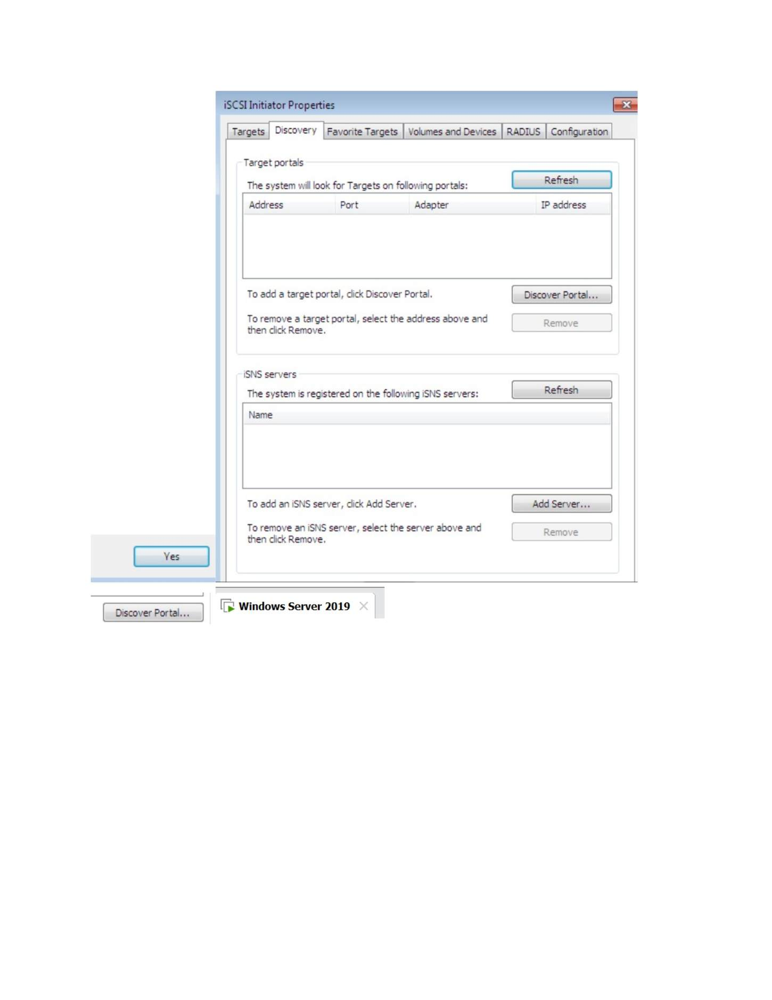 iSCSI Initiator Properties
Targets Discovery Favorite Targets Volumes and Devices RADIUS Configuration
Target portals
The system will look for Targets on following portals: Refresh
Address Port Adapter IP address
To add a target portal, click Discover Portal. Discover Portal...
To remove a target portal, select the address above and Remove
then click Remove.
iSNS servers
The system is registered on the following iSNS servers: Refresh
Name
To add an iSNS server, click Add Server. Add Server...
To remove an iSNS server, select the server above and Remove
then click Remove.
Yes
Discover Portal...
Windows Server 2019